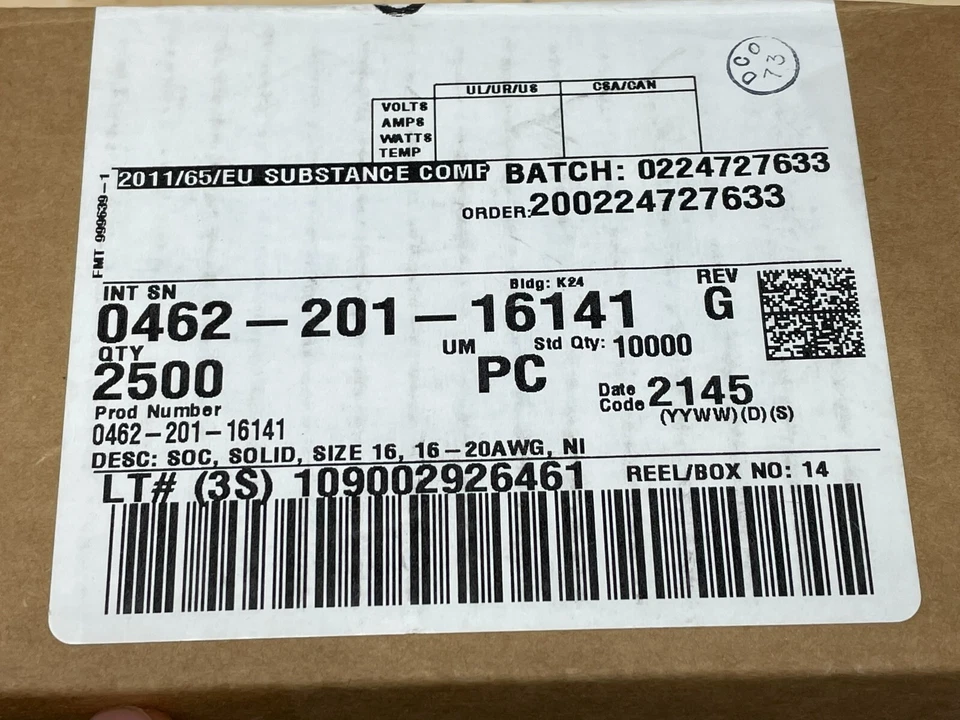 DCO
73
UL/UR/US CSA/CAN
VOLTS
AMPS
WATTS
TEMP
2011/65/EU SUBSTANCE COMP BATCH: 0224727633
ORDER:200224727633
FMT 999639-1
INT SN Bldg: K24 REV
0462-201-16141 G
QTY UM Std Qty: 10000
2500 PC Date Code 2145
Prod Number (YYWW)(D)(S)
0462-201-16141
DESC: SOC, SOLID, SIZE 16, 16-20AWG, NI
LT# (3S) 109002926461 REEL/BOX NO: 14